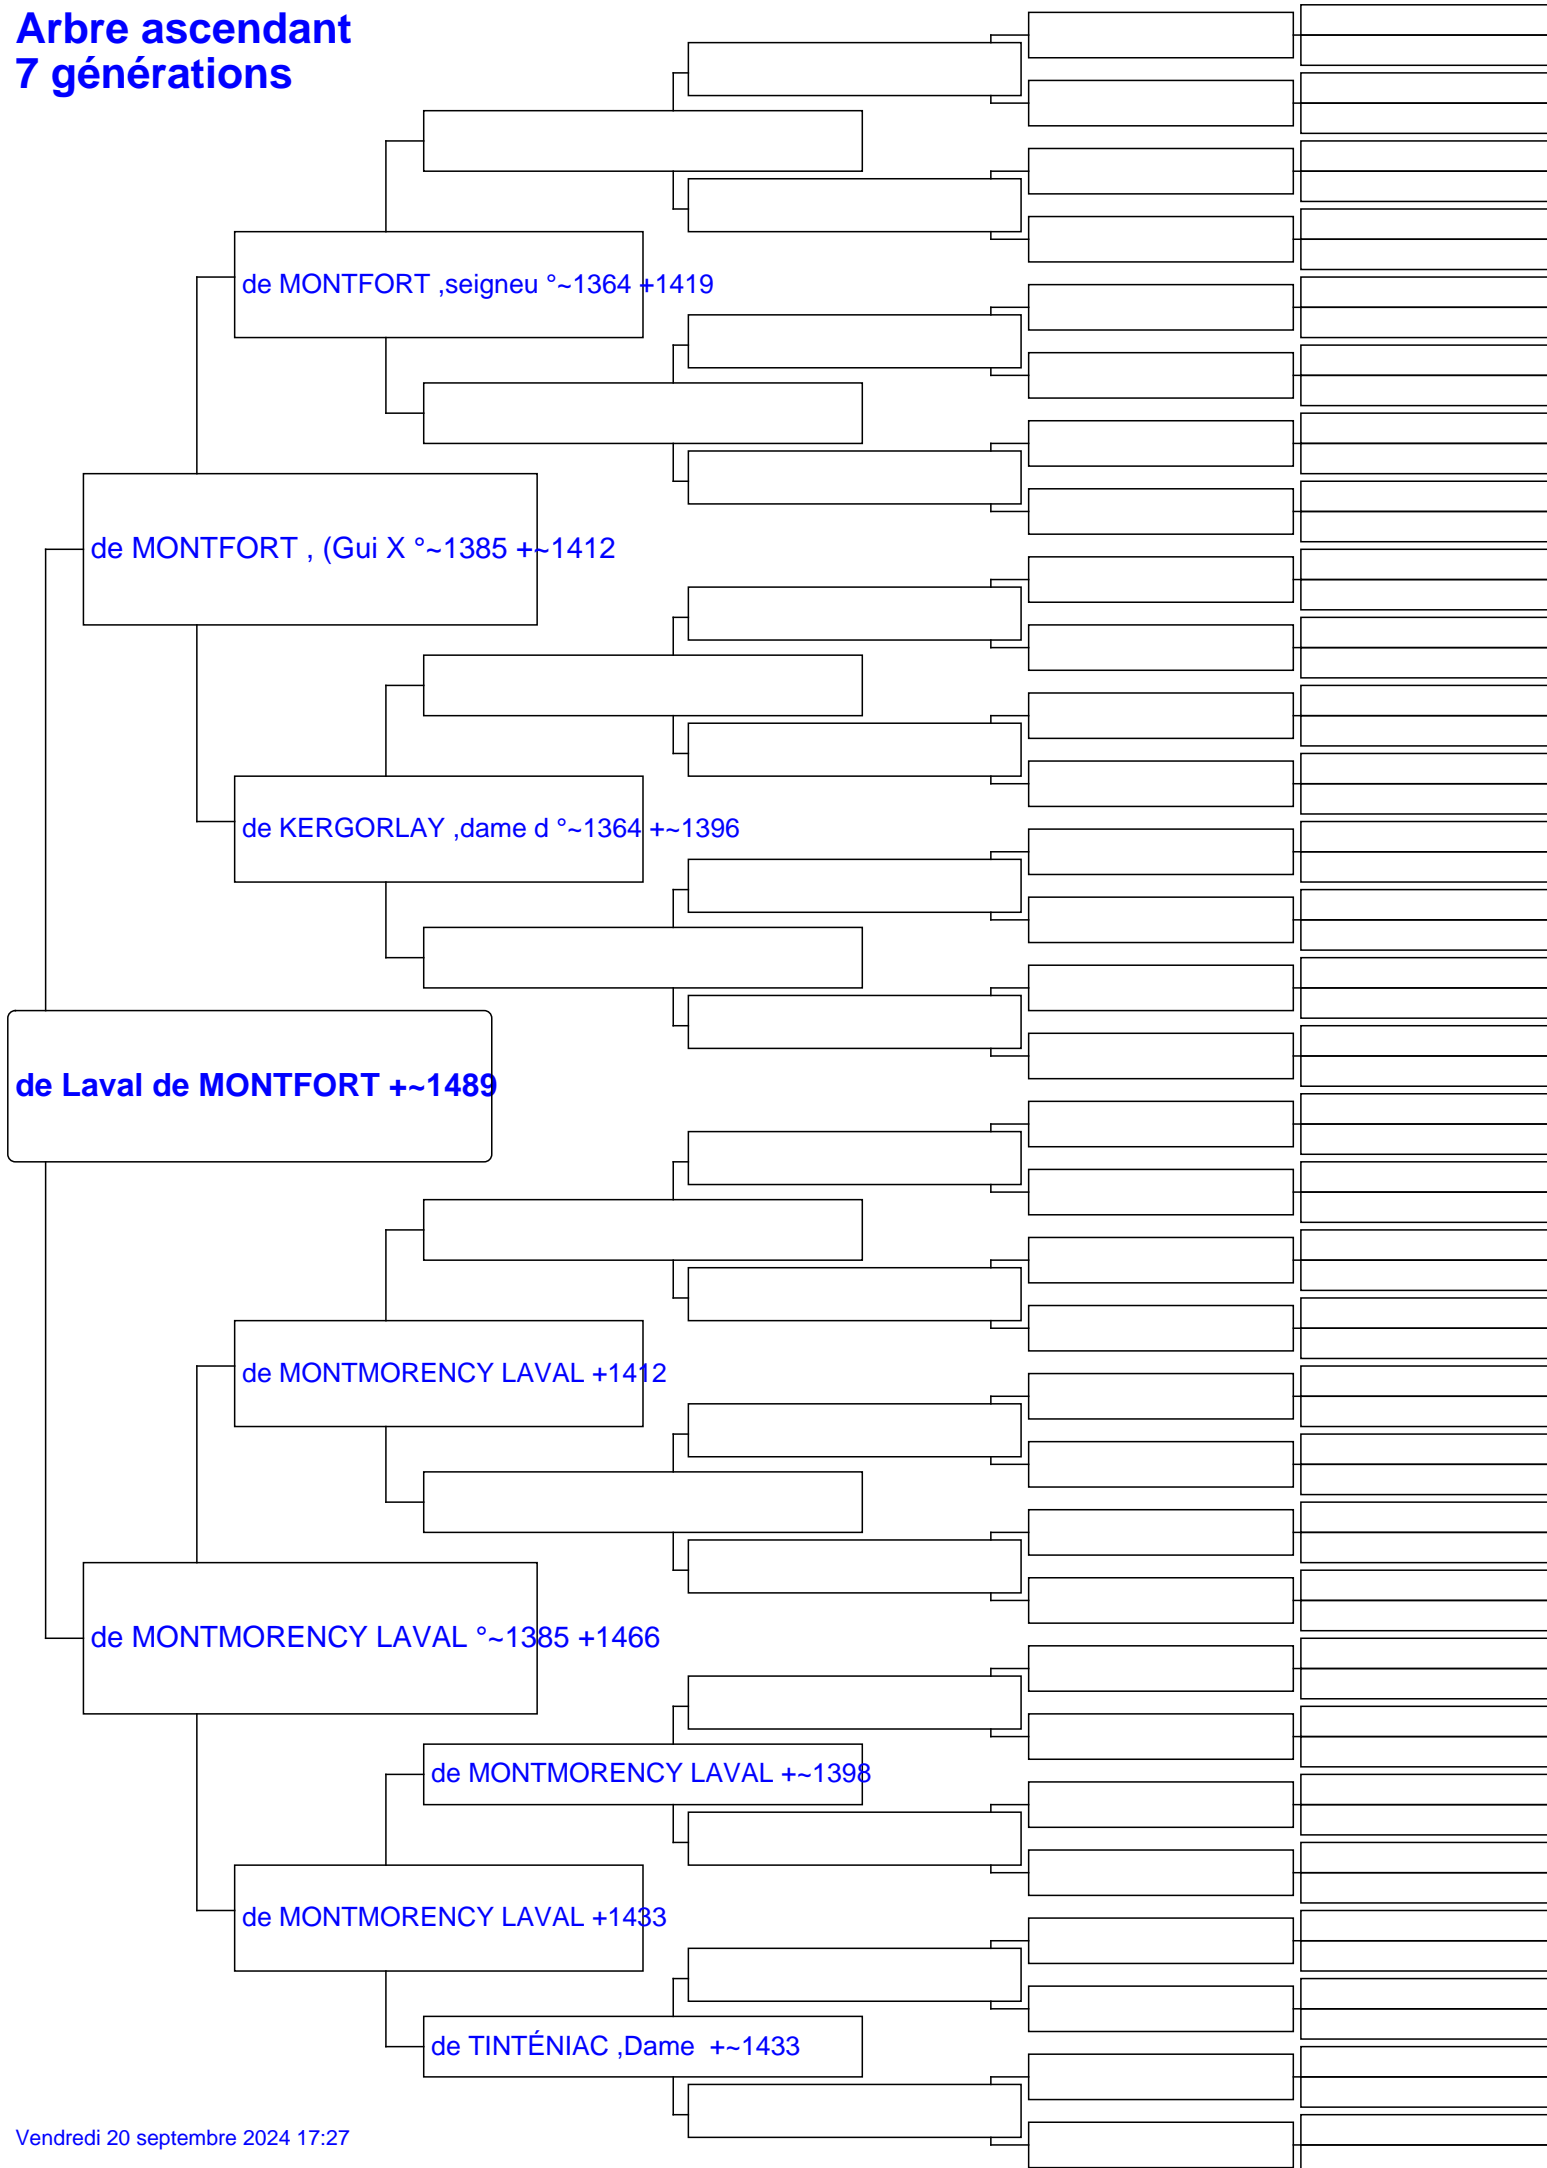 Arbre ascendant
7 générations
de MONTFORT ,seigneu °~1364 +1419
de MONTFORT , (Gui X °~1385 +~1412
de KERGORLAY ,dame d °~1364 +~1396
de Laval de MONTFORT +~1489
de MONTMORENCY LAVAL +1412
de MONTMORENCY LAVAL °~1385 +1466
de MONTMORENCY LAVAL +~1398
de MONTMORENCY LAVAL +1433
de TINTÉNIAC ,Dame  +~1433
Vendredi 20 septembre 2024 17:27